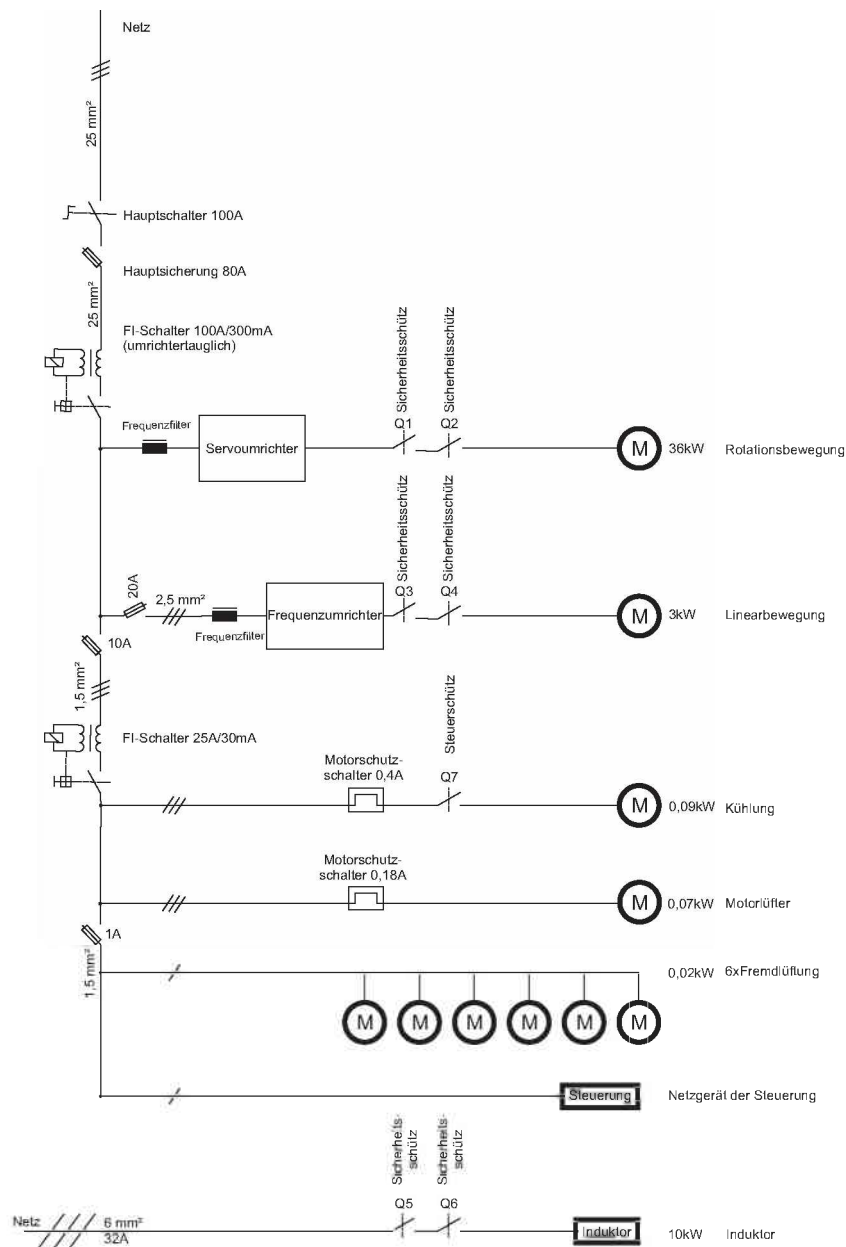 Netz
25 mm²
Hauptschalter 100A
Hauptsicherung 80A
25 mm²
FI-Schalter 100A/300mA
(umrichtertauglich)
Sicherheitsschütz
Sicherheitsschütz
Frequenzfilter
Servoumrichter
Q1
Q2
M
36kW
Rotationsbewegung
Sicherheitsschütz
Sicherheitsschütz
20A
2,5 mm²
Frequenzfilter
Frequenzumrichter
Q3
Q4
M
3kW
Linearbewegung
10A
1,5 mm²
FI-Schalter 25A/30mA
Steuerschütz
Motorschutz-
schalter 0,4A
Q7
M
0,09kW
Kühlung
Motorschutz-
schalter 0,18A
M
0,07kW
Motorlüfter
1A
1,5 mm²
0,02kW
6xFremdlüftung
M M M M M M
Steuerung
Netzgerät der Steuerung
Sicherheits-
schütz
Sicherheits-
schütz
Netz
6 mm²
32A
Q5
Q6
Induktor
10kW
Induktor